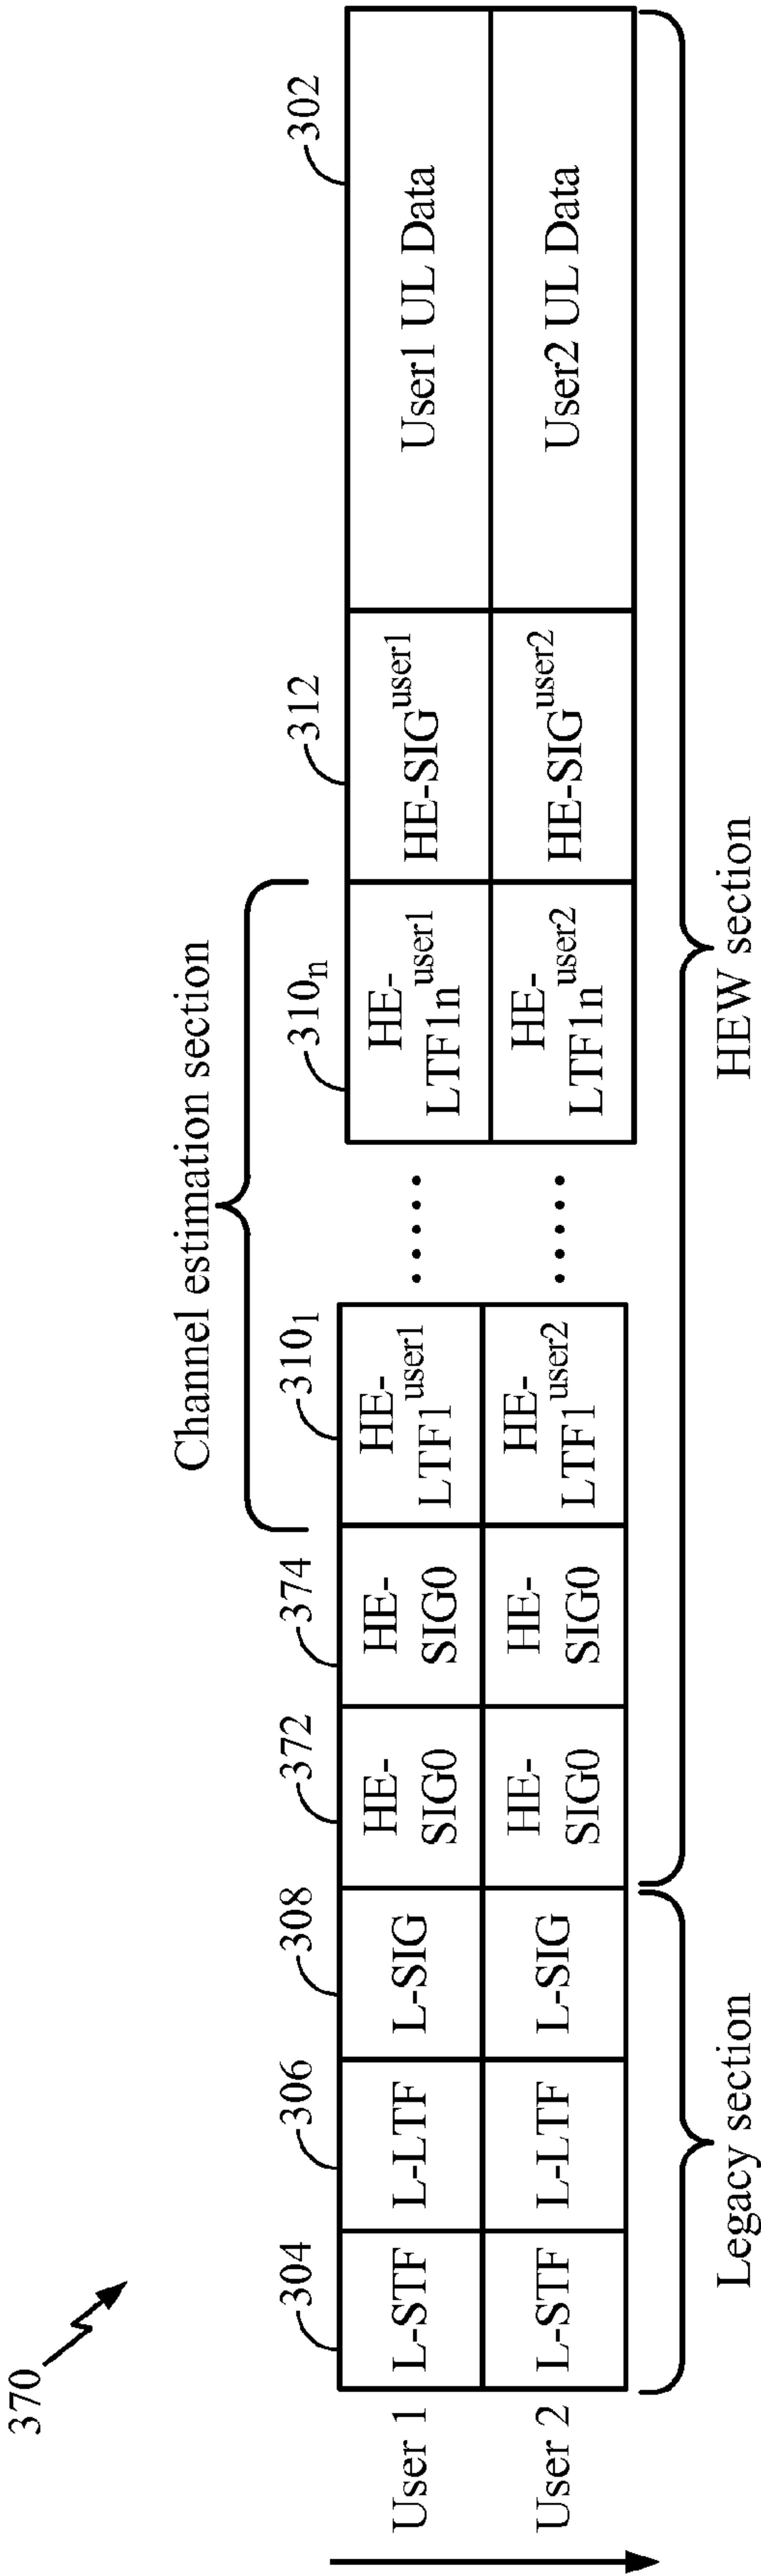 370
Channel estimation section
304 306 308 372 374 310₁ 310ₙ 312 302
User 1 L-STF L-LTF L-SIG HE-SIG0 HE-SIG0 HE-LTF1^user1 ..... HE-LTF1n^user1 HE-SIG^user1 User1 UL Data
User 2 L-STF L-LTF L-SIG HE-SIG0 HE-SIG0 HE-LTF1^user2 ..... HE-LTF1n^user2 HE-SIG^user2 User2 UL Data
Legacy section HEW section